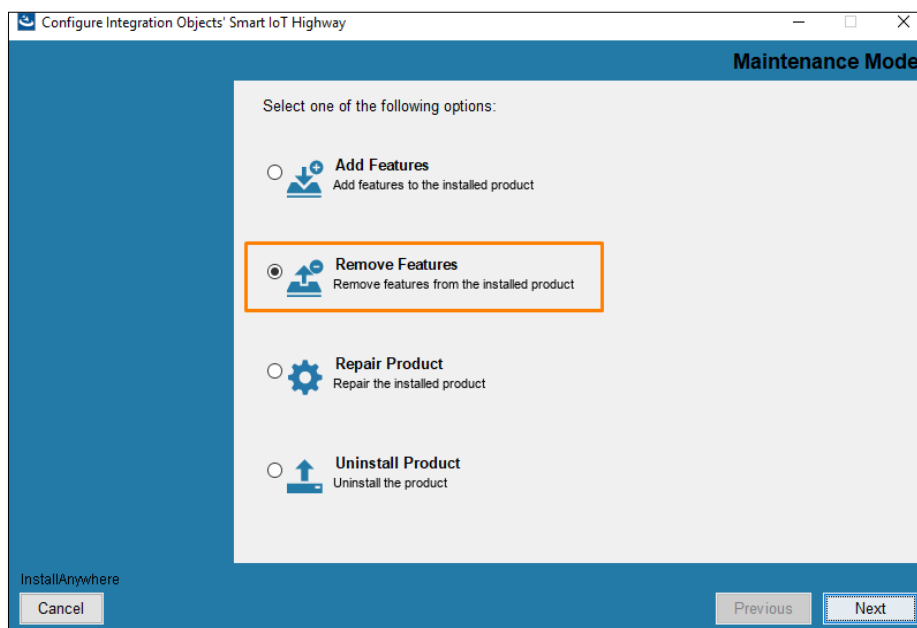 Configure Integration Objects' Smart IoT Highway
Maintenance Mode
Select one of the following options:
Add Features
Add features to the installed product
Remove Features
Remove features from the installed product
Repair Product
Repair the installed product
Uninstall Product
Uninstall the product
InstallAnywhere
Cancel
Previous
Next